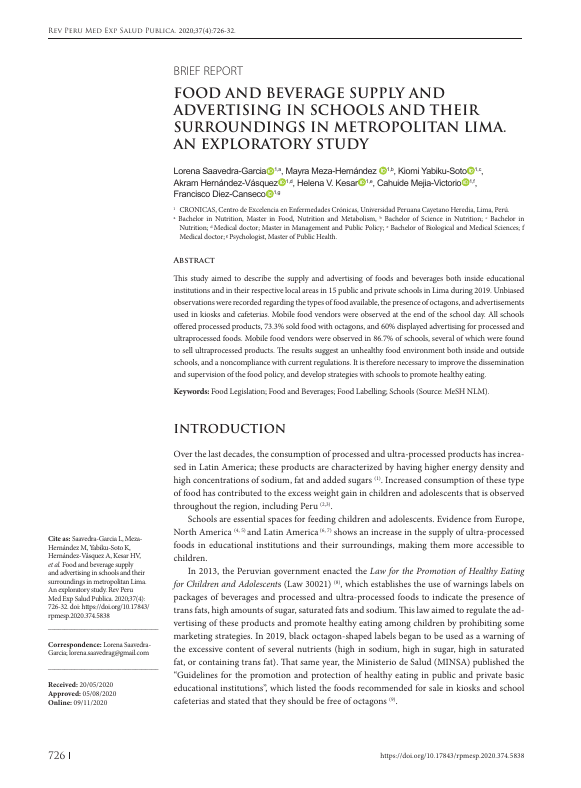 Rev Peru Med Exp Salud Publica. 2020;37(4):726-32.
BRIEF REPORT
FOOD AND BEVERAGE SUPPLY AND
ADVERTISING IN SCHOOLS AND THEIR
SURROUNDINGS IN METROPOLITAN LIMA.
AN EXPLORATORY STUDY
Lorena Saavedra-Garcia 1,a, Mayra Meza-Hernández 1,b, Kiomi Yabiku-Soto 1,c,
Akram Hernández-Vásquez 1,d, Helena V. Kesar 1,e, Cahuide Mejia-Victorio 1,f,
Francisco Diez-Canseco 1,g
1 CRONICAS, Centro de Excelencia en Enfermedades Crónicas, Universidad Peruana Cayetano Heredia, Lima, Perú.
a Bachelor in Nutrition, Master in Food, Nutrition and Metabolism, b Bachelor of Science in Nutrition; c Bachelor in
Nutrition; d Medical doctor; Master in Management and Public Policy; e Bachelor of Biological and Medical Sciences; f
Medical doctor; g Psychologist, Master of Public Health.
Abstract
This study aimed to describe the supply and advertising of foods and beverages both inside educational
institutions and in their respective local areas in 15 public and private schools in Lima during 2019. Unbiased
observations were recorded regarding the types of food available, the presence of octagons, and advertisements
used in kiosks and cafeterias. Mobile food vendors were observed at the end of the school day. All schools
offered processed products, 73.3% sold food with octagons, and 60% displayed advertising for processed and
ultraprocessed foods. Mobile food vendors were observed in 86.7% of schools, several of which were found
to sell ultraprocessed products. The results suggest an unhealthy food environment both inside and outside
schools, and a noncompliance with current regulations. It is therefore necessary to improve the dissemination
and supervision of the food policy, and develop strategies with schools to promote healthy eating.
Keywords: Food Legislation; Food and Beverages; Food Labelling; Schools (Source: MeSH NLM).
INTRODUCTION
Over the last decades, the consumption of processed and ultra-processed products has increa-
sed in Latin America; these products are characterized by having higher energy density and
high concentrations of sodium, fat and added sugars (1). Increased consumption of these type
of food has contributed to the excess weight gain in children and adolescents that is observed
throughout the region, including Peru (2,3).
Schools are essential spaces for feeding children and adolescents. Evidence from Europe,
North America (4, 5) and Latin America (6, 7) shows an increase in the supply of ultra-processed
foods in educational institutions and their surroundings, making them more accessible to
children.
In 2013, the Peruvian government enacted the Law for the Promotion of Healthy Eating
for Children and Adolescents (Law 30021) (8), which establishes the use of warnings labels on
packages of beverages and processed and ultra-processed foods to indicate the presence of
trans fats, high amounts of sugar, saturated fats and sodium. This law aimed to regulate the ad-
vertising of these products and promote healthy eating among children by prohibiting some
marketing strategies. In 2019, black octagon-shaped labels began to be used as a warning of
the excessive content of several nutrients (high in sodium, high in sugar, high in saturated
fat, or containing trans fat). That same year, the Ministerio de Salud (MINSA) published the
"Guidelines for the promotion and protection of healthy eating in public and private basic
educational institutions", which listed the foods recommended for sale in kiosks and school
cafeterias and stated that they should be free of octagons (9).
Cite as: Saavedra-Garcia L, Meza-
Hernández M, Yabiku-Soto K,
Hernández-Vásquez A, Kesar HV,
et al. Food and beverage supply
and advertising in schools and their
surroundings in metropolitan Lima.
An exploratory study. Rev Peru
Med Exp Salud Publica. 2020;37(4):
726-32. doi: https://doi.org/10.17843/
rpmesp.2020.374.5838
Correspondence: Lorena Saavedra-
Garcia; lorena.saavedrag@gmail.com
Received: 20/05/2020
Approved: 05/08/2020
Online: 09/11/2020
726
https://doi.org/10.17843/rpmesp.2020.374.5838